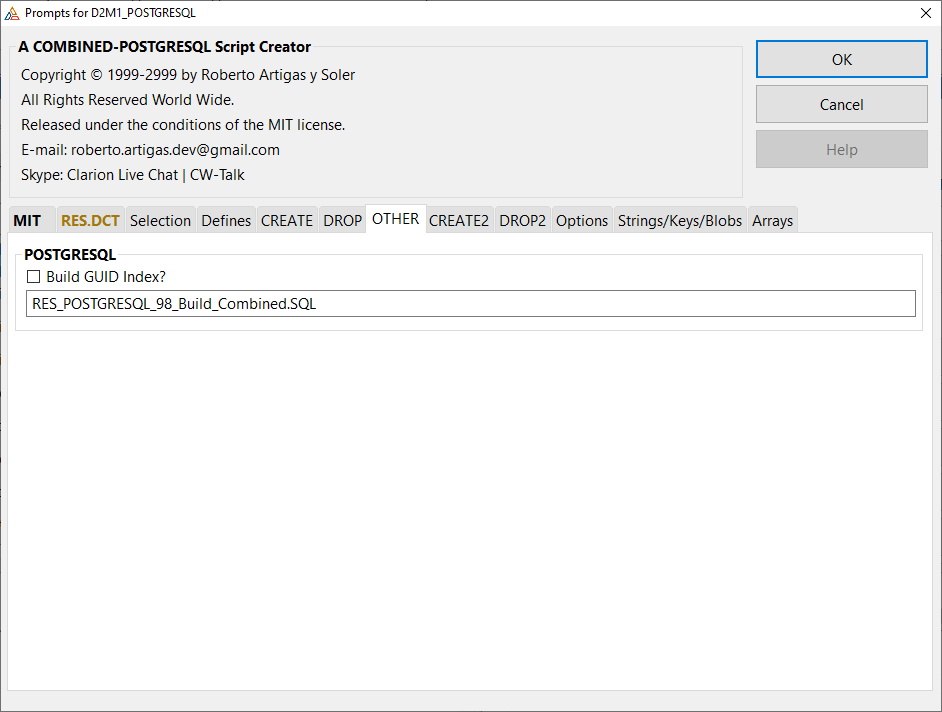 Prompts for D2M1_POSTGRESQL
A COMBINED-POSTGRESQL Script Creator
Copyright © 1999-2999 by Roberto Artigas y Soler
All Rights Reserved World Wide.
Released under the conditions of the MIT license.
E-mail: roberto.artigas.dev@gmail.com
Skype: Clarion Live Chat | CW-Talk
OK
Cancel
Help
MIT RES.DCT Selection Defines CREATE DROP OTHER CREATE2 DROP2 Options Strings/Keys/Blobs Arrays
POSTGRESQL
Build GUID Index?
RES_POSTGRESQL_98_Build_Combined.SQL